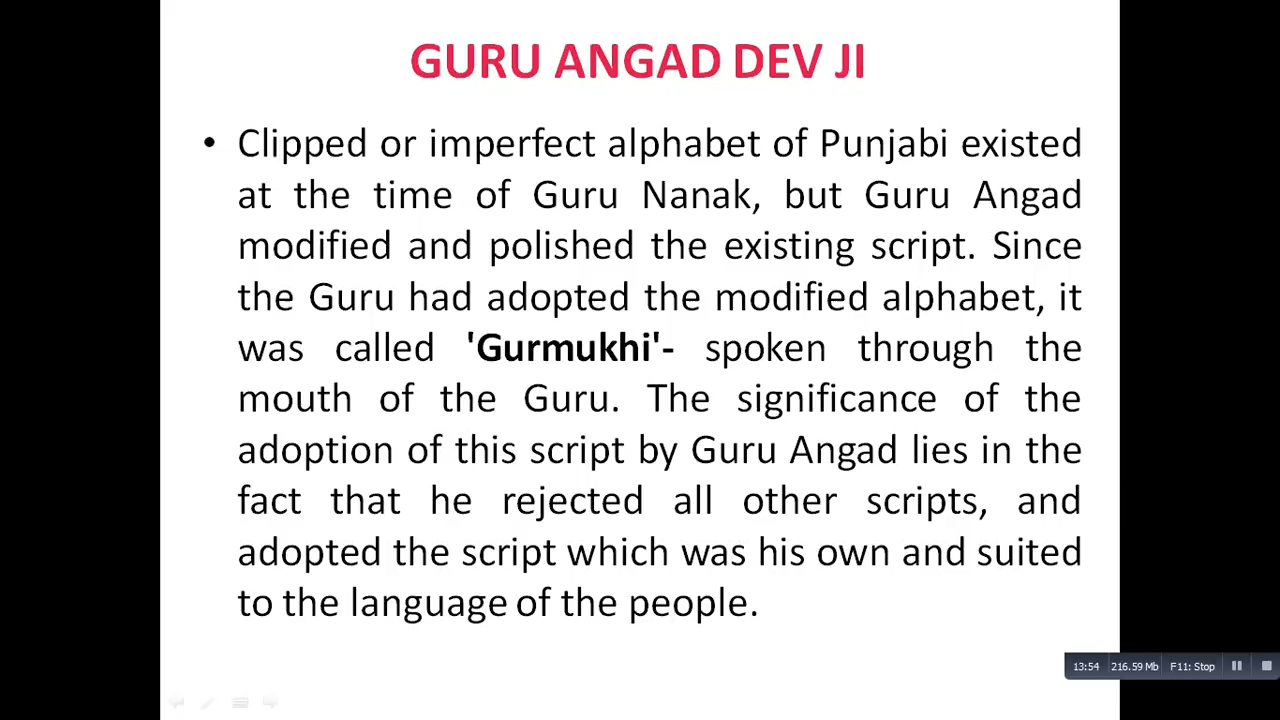 GURU ANGAD DEV JI
• Clipped or imperfect alphabet of Punjabi existed
at the time of Guru Nanak, but Guru Angad
modified and polished the existing script. Since
the Guru had adopted the modified alphabet, it
was called 'Gurmukhi'- spoken through the
mouth of the Guru. The significance of the
adoption of this script by Guru Angad lies in the
fact that he rejected all other scripts, and
adopted the script which was his own and suited
to the language of the people.
13:54 216.59 Mb F11: Stop